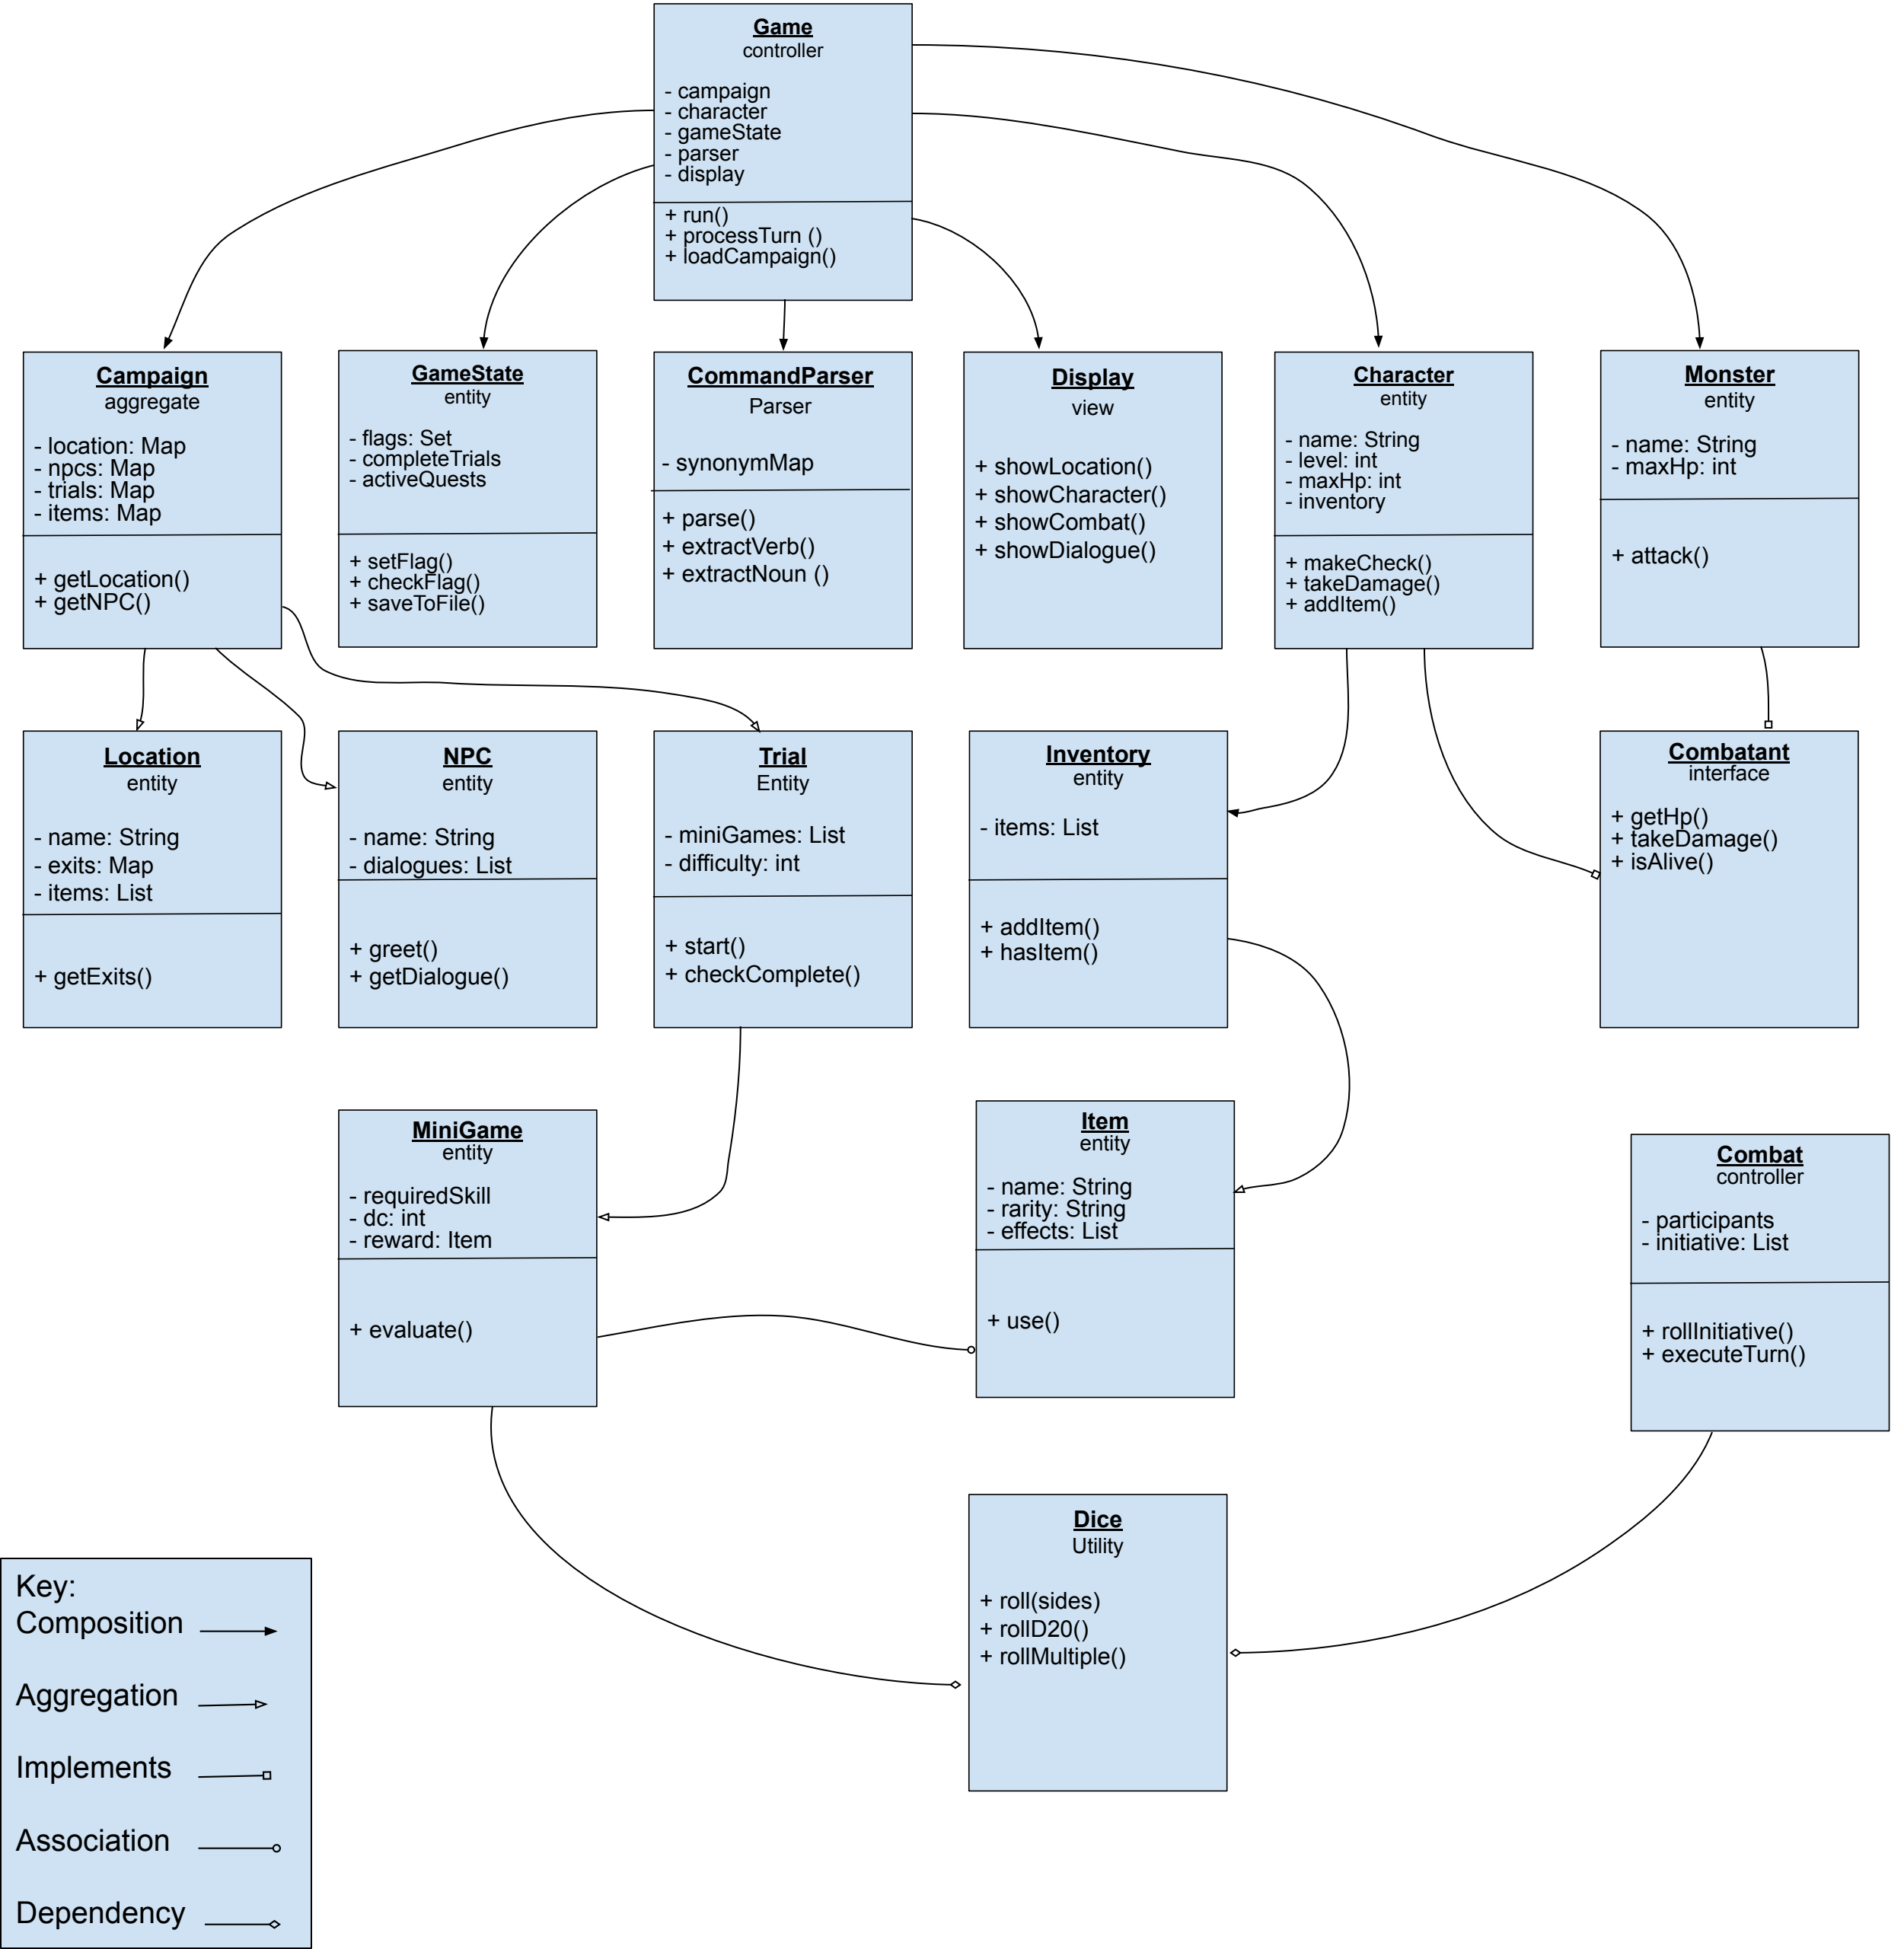 Game
controller
- campaign
- character
- gameState
- parser
- display
+ run()
+ processTurn ()
+ loadCampaign()
Campaign
aggregate
- location: Map
- npcs: Map
- trials: Map
- items: Map
+ getLocation()
+ getNPC()
GameState
entity
- flags: Set
- completeTrials
- activeQuests
+ setFlag()
+ checkFlag()
+ saveToFile()
CommandParser
Parser
- synonymMap
+ parse()
+ extractVerb()
+ extractNoun ()
Display
view
+ showLocation()
+ showCharacter()
+ showCombat()
+ showDialogue()
Character
entity
- name: String
- level: int
- maxHp: int
- inventory
+ makeCheck()
+ takeDamage()
+ addItem()
Monster
entity
- name: String
- maxHp: int
+ attack()
Location
entity
- name: String
- exits: Map
- items: List
+ getExits()
NPC
entity
- name: String
- dialogues: List
+ greet()
+ getDialogue()
Trial
Entity
- miniGames: List
- difficulty: int
+ start()
+ checkComplete()
Inventory
entity
- items: List
+ addItem()
+ hasItem()
Combatant
interface
+ getHp()
+ takeDamage()
+ isAlive()
MiniGame
entity
- requiredSkill
- dc: int
- reward: Item
+ evaluate()
Item
entity
- name: String
- rarity: String
- effects: List
+ use()
Combat
controller
- participants
- initiative: List
+ rollInitiative()
+ executeTurn()
Dice
Utility
+ roll(sides)
+ rollD20()
+ rollMultiple()
Key:
Composition
Aggregation
Implements
Association
Dependency